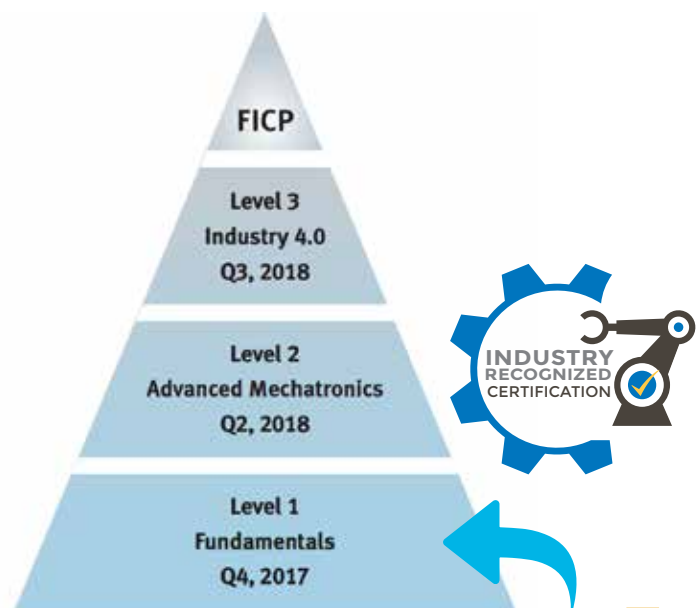 FICP
Level 3
Industry 4.0
Q3, 2018
Level 2
Advanced Mechatronics
Q2, 2018
INDUSTRY
RECOGNIZED
CERTIFICATION
Level 1
Fundamentals
Q4, 2017